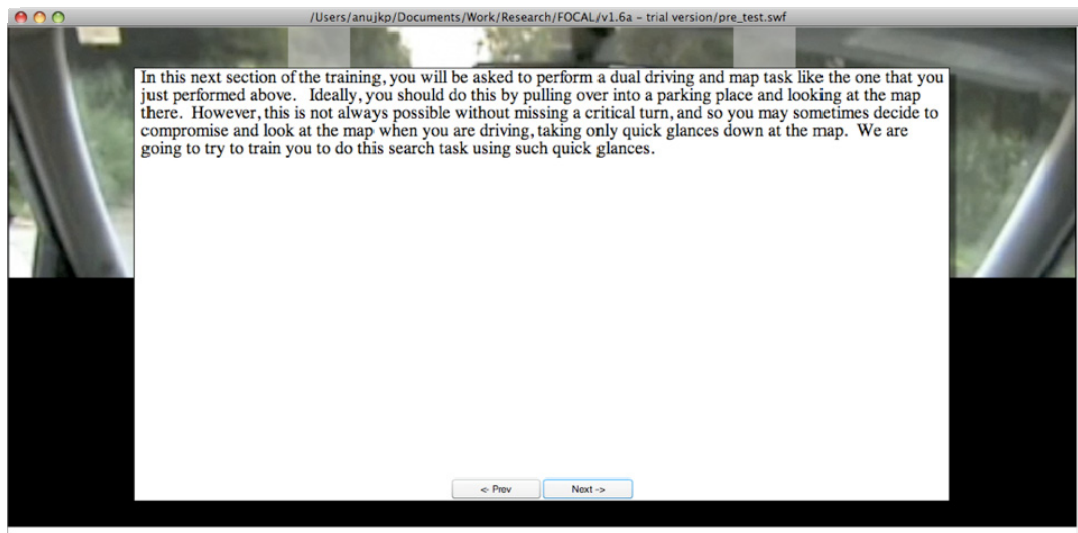 /Users/anujkp/Documents/Work/Research/FOCAL/v1.6a – trial version/pre_test.swf
In this next section of the training, you will be asked to perform a dual driving and map task like the one that you
just performed above. Ideally, you should do this by pulling over into a parking place and looking at the map
there. However, this is not always possible without missing a critical turn, and so you may sometimes decide to
compromise and look at the map when you are driving, taking only quick glances down at the map. We are
going to try to train you to do this search task using such quick glances.
<- Prev
Next ->